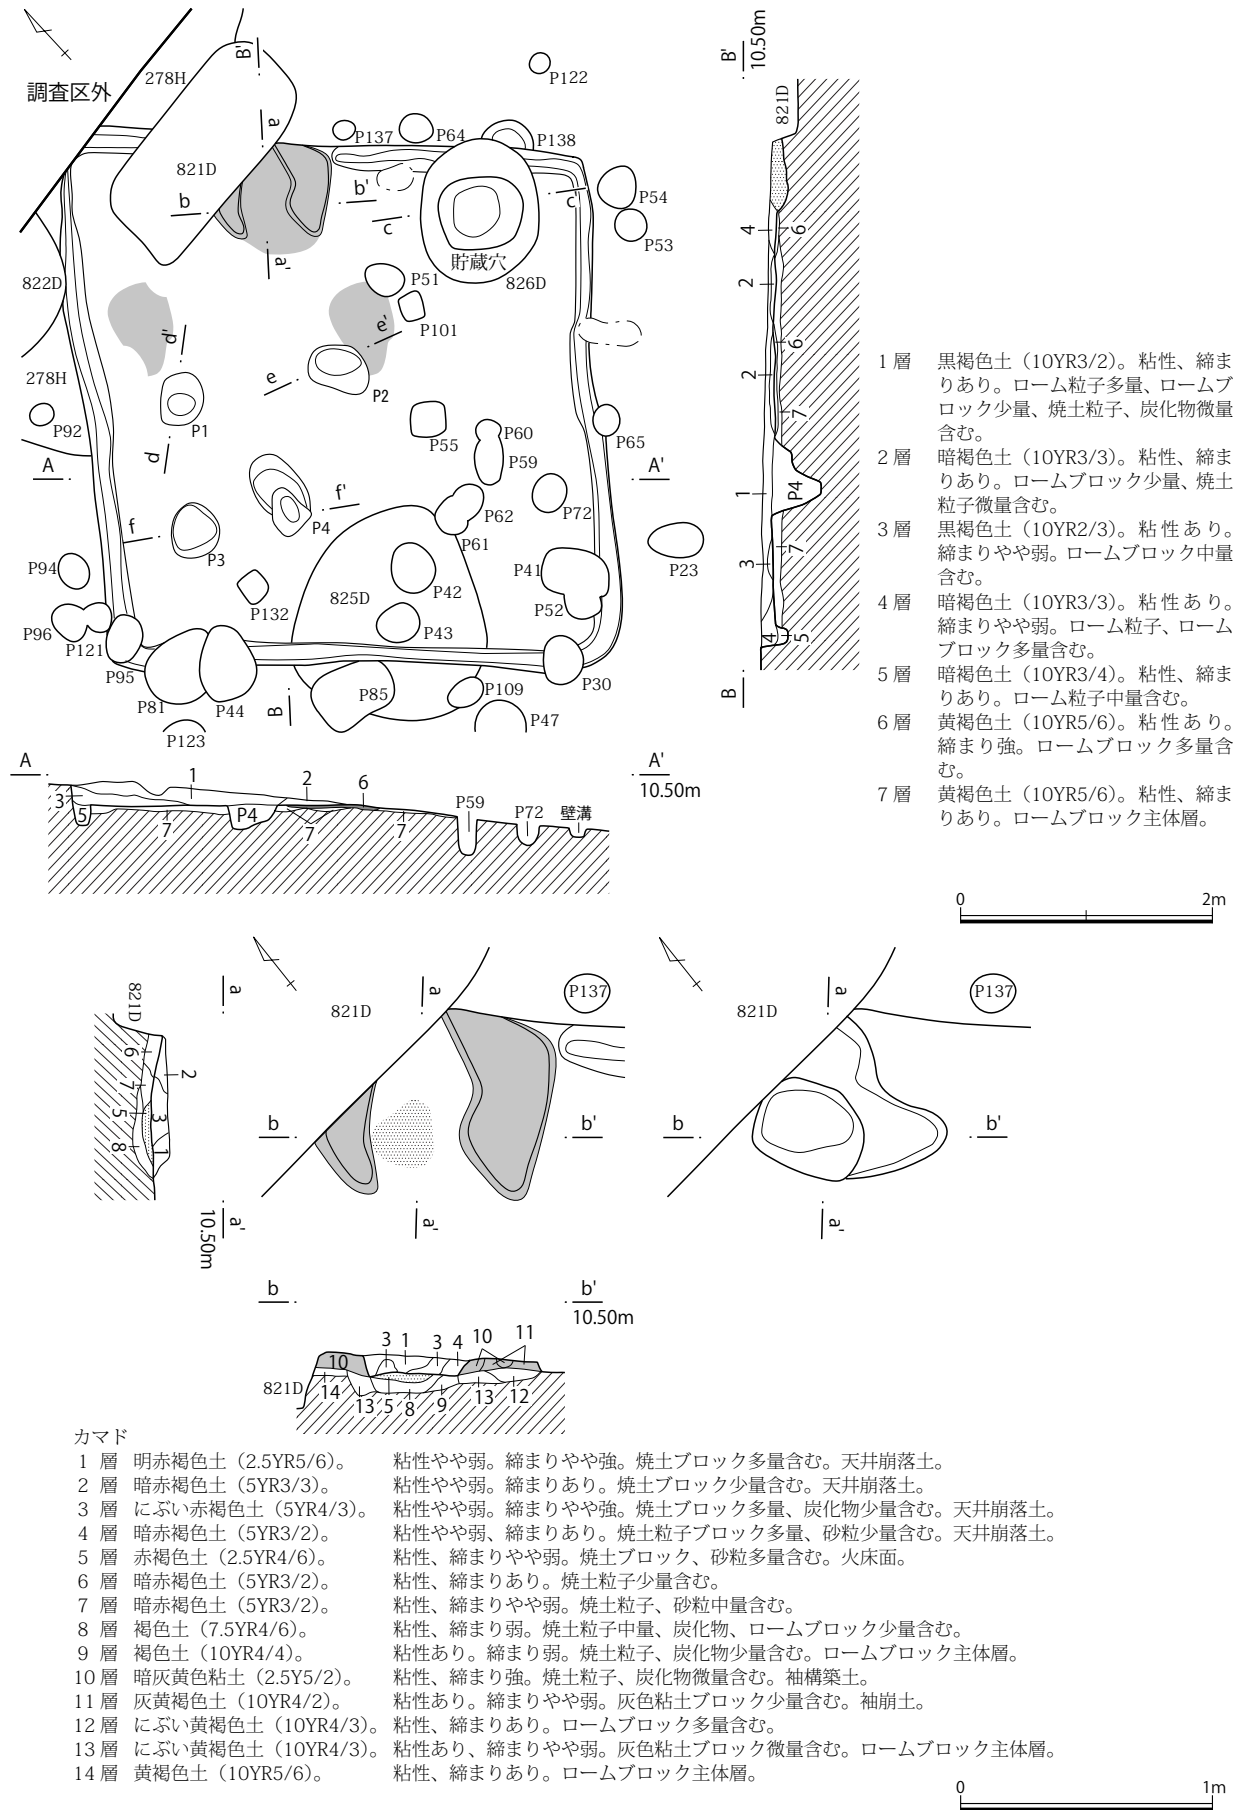 調査区外
278H
821D
B'
a
P122
P137
P64
P138
b
b'
c
c'
P54
P53
a'
貯蔵穴
826D
822D
P51
P101
d'
e'
e
P2
278H
P92
P1
d
P55
P60
P59
P65
A
A'
f
f'
P4
P62
P61
P72
P3
P23
P94
P132
825D
P42
P43
P41
P52
P96
P121
P95
P81
P44
P123
B
P85
P109
P47
P30
B'
10.50m
821D
4
6
2
6
2
7
1
P4
7
3
4
5
B
1層 黒褐色土（10YR3/2）。粘性、締ま
りあり。ローム粒子多量、ロームブ
ロック少量、焼土粒子、炭化物微量
含む。
2層 暗褐色土（10YR3/3）。粘性、締ま
りあり。ロームブロック少量、焼土
粒子微量含む。
3層 黒褐色土（10YR2/3）。粘性あり。
締まりやや弱。ロームブロック中量
含む。
4層 暗褐色土（10YR3/3）。粘性あり。
締まりやや弱。ローム粒子、ローム
ブロック多量含む。
5層 暗褐色土（10YR3/4）。粘性、締ま
りあり。ローム粒子中量含む。
6層 黄褐色土（10YR5/6）。粘性あり。
締まり強。ロームブロック多量含
む。
7層 黄褐色土（10YR5/6）。粘性、締ま
りあり。ロームブロック主体層。
A
A'
10.50m
1
2
6
3
5
7
P4
7
7
P59
P72
壁溝
0
2m
821D
6
2
7
5
3
8
1
a
a'
10.50m
821D
a
P137
b
b'
a'
821D
a
P137
b
b'
a'
b
b'
10.50m
3
1
3
4
10
11
10
821D
14
13
5
8
9
13
12
カマド
1層 明赤褐色土（2.5YR5/6）。 粘性やや弱。締まりやや強。焼土ブロック多量含む。天井崩落土。
2層 暗赤褐色土（5YR3/3）。 粘性やや弱。締まりあり。焼土ブロック少量含む。天井崩落土。
3層 にぶい赤褐色土（5YR4/3）。 粘性やや弱。締まりやや強。焼土ブロック多量、炭化物少量含む。天井崩落土。
4層 暗赤褐色土（5YR3/2）。 粘性やや弱、締まりあり。焼土粒子ブロック多量、砂粒少量含む。天井崩落土。
5層 赤褐色土（2.5YR4/6）。 粘性、締まりやや弱。焼土ブロック、砂粒多量含む。火床面。
6層 暗赤褐色土（5YR3/2）。 粘性、締まりあり。焼土粒子少量含む。
7層 暗赤褐色土（5YR3/2）。 粘性、締まりやや弱。焼土粒子、砂粒中量含む。
8層 褐色土（7.5YR4/6）。 粘性、締まり弱。焼土粒子中量、炭化物、ロームブロック少量含む。
9層 褐色土（10YR4/4）。 粘性あり。締まり弱。焼土粒子、炭化物少量含む。ロームブロック主体層。
10層 暗灰黄色粘土（2.5Y5/2）。 粘性、締まり強。焼土粒子、炭化物微量含む。袖構築土。
11層 灰黄褐色土（10YR4/2）。 粘性あり。締まりやや弱。灰色粘土ブロック少量含む。袖崩土。
12層 にぶい黄褐色土（10YR4/3）。 粘性、締まりあり。ロームブロック多量含む。
13層 にぶい黄褐色土（10YR4/3）。 粘性あり、締まりやや弱。灰色粘土ブロック微量含む。ロームブロック主体層。
14層 黄褐色土（10YR5/6）。 粘性、締まりあり。ロームブロック主体層。
0
1m